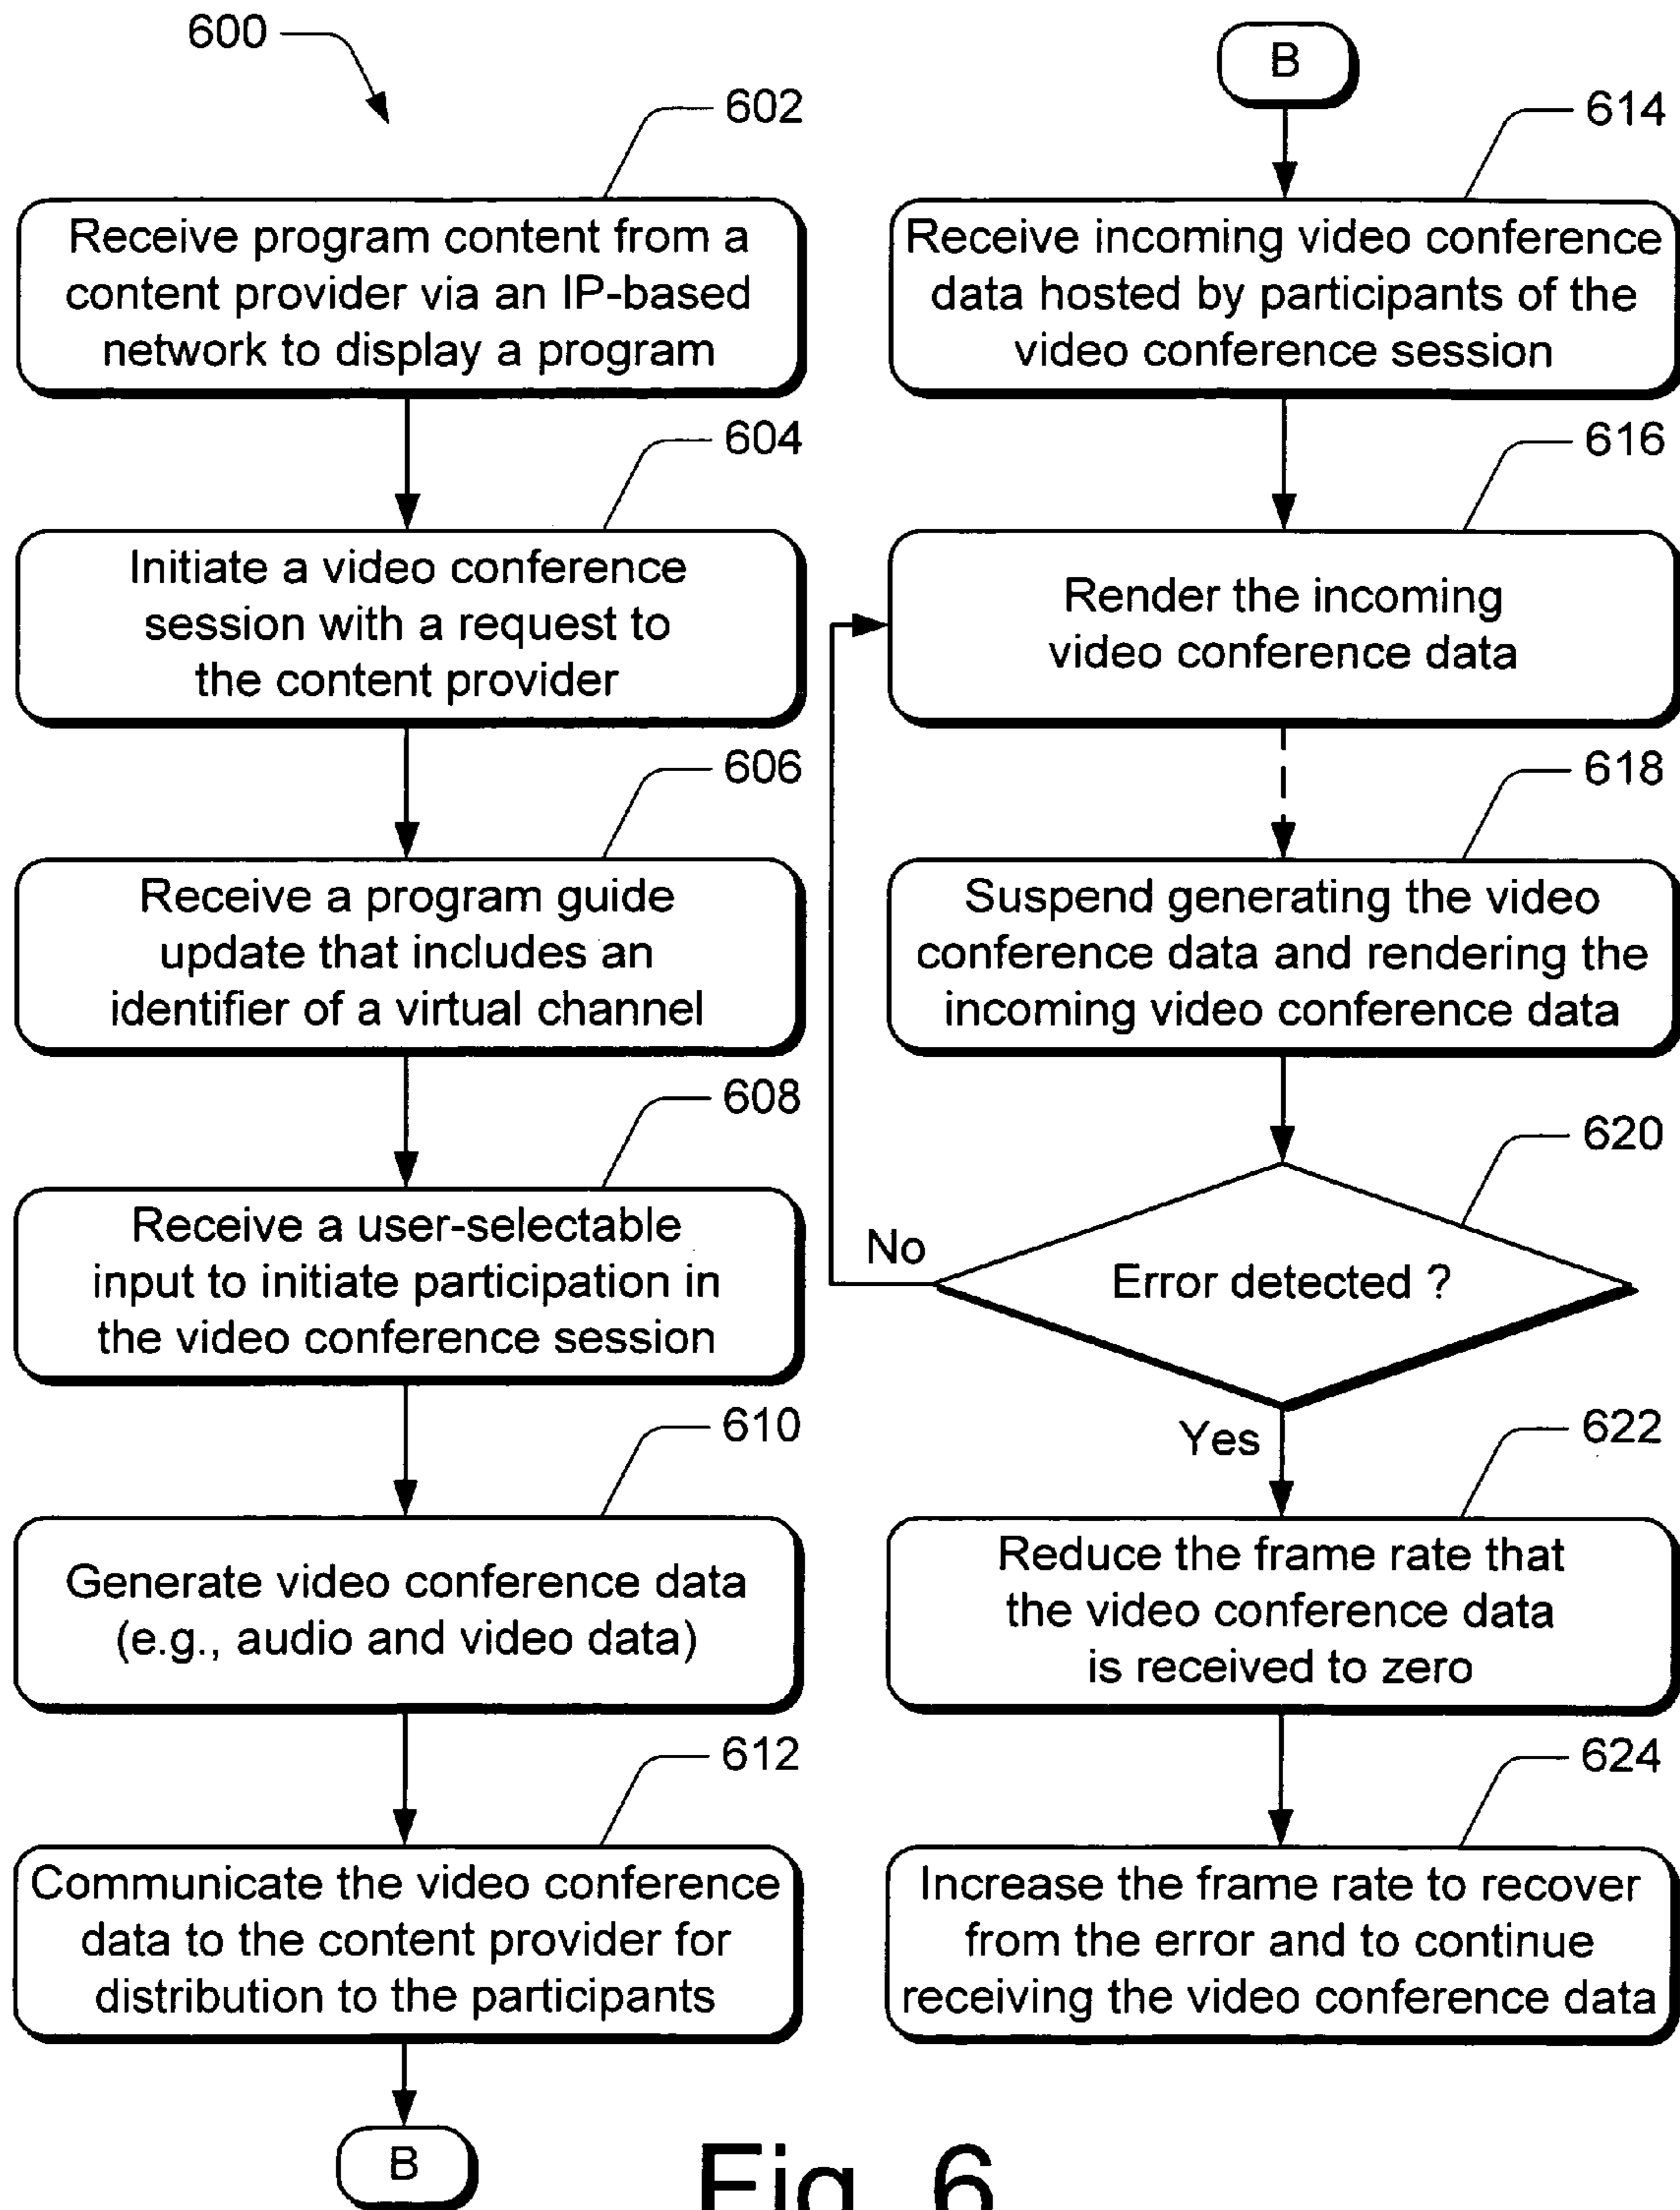 600
602
Receive program content from a
content provider via an IP-based
network to display a program
604
Initiate a video conference
session with a request to
the content provider
606
Receive a program guide
update that includes an
identifier of a virtual channel
608
Receive a user-selectable
input to initiate participation in
the video conference session
610
Generate video conference data
(e.g., audio and video data)
612
Communicate the video conference
data to the content provider for
distribution to the participants
B
B
614
Receive incoming video conference
data hosted by participants of the
video conference session
616
Render the incoming
video conference data
618
Suspend generating the video
conference data and rendering the
incoming video conference data
620
Error detected ?
No
Yes
622
Reduce the frame rate that
the video conference data
is received to zero
624
Increase the frame rate to recover
from the error and to continue
receiving the video conference data
Fig. 6